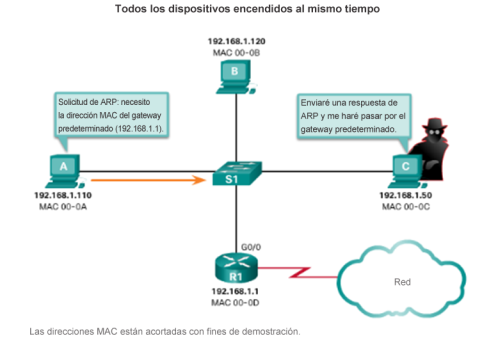 Todos los dispositivos encendidos al mismo tiempo
192.168.1.120
MAC 00-0B
B
Solicitud de ARP: necesito
la dirección MAC del gateway
predeterminado (192.168.1.1).
Enviaré una respuesta de
ARP y me haré pasar por el
gateway predeterminado.
A
S1
C
192.168.1.110
MAC 00-0A
192.168.1.50
MAC 00-0C
G0/0
R1
192.168.1.1
MAC 00-0D
Red
Las direcciones MAC están acortadas con fines de demostración.